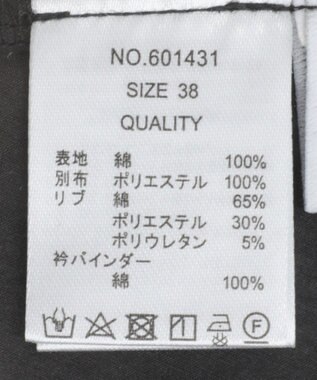 NO.601431
SIZE 38
QUALITY
表地 綿 100%
別布 ポリエステル 100%
リブ 綿 65%
ポリエステル 30%
ポリウレタン 5%
衿バインダー
綿 100%
F